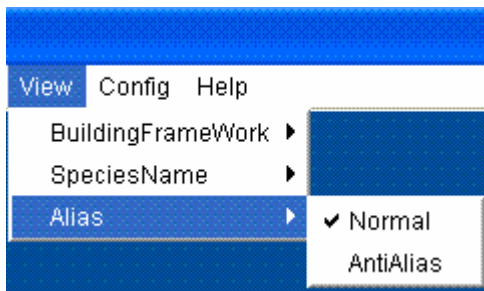 View Config Help
BuildingFrameWork
SpeciesName
Alias
Normal
AntiAlias